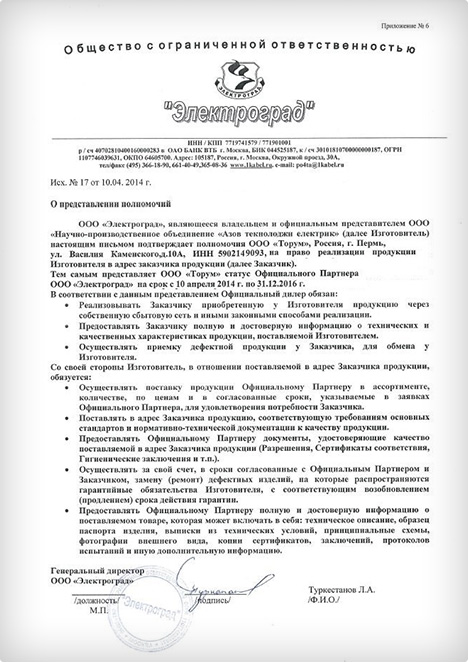 Приложение № 6
Общество с ограниченной ответственностью
ЭЛЕКТРОГРАД
"Электроград"
ИНН / КПП 7719741579 / 771901001
р / сч 40702810400160000283 в ОАО БАНК ВТБ г. Москва, БИК 044525187, к / сч 30101810700000000187, ОГРН
1107746039631, ОКПО 64605700. Адрес: 105187, Россия, г. Москва, Окружной проезд, 30А,
тел/факс (495) 366-18-90, 661-40-49,365-08-36; www.1kabel.ru. e-mail: po4ta@1kabel.ru
Исх. № 17 от 10.04. 2014 г.
О представлении полномочий
ООО «Электроград», являющееся владельцем и официальным представителем ООО
«Научно-производственное объединение «Азов текнолоджи електрик» (далее Изготовитель)
настоящим письмом подтверждает полномочия ООО «Торум», Россия, г. Пермь,
ул. Василия Каменского,д.10А, ИНН 5902149093, на право реализации продукции
Изготовителя в адрес заказчика продукции (далее Заказчик).
Тем самым представляет ООО «Торум» статус Официального Партнера
ООО «Электроград» на срок с 10 апреля 2014 г. по 31.12.2016 г.
В соответствии с данным представлением Официальный дилер обязан:
• Реализовывать Заказчику приобретенную у Изготовителя продукцию через
собственную сбытовую сеть и иными законными способами реализации.
• Предоставлять Заказчику полную и достоверную информацию о технических и
качественных характеристиках продукции, поставляемой Изготовителем.
• Осуществлять приемку дефектной продукции у Заказчика, для обмена у
Изготовителя.
Со своей стороны Изготовитель, в отношении поставляемой в адрес Заказчика продукции,
обязуется:
• Осуществлять поставку продукции Официальному Партнеру в ассортименте,
количестве, по ценам и в согласованные сроки, указываемые в заявках
Официального Партнера, для удовлетворения потребности Заказчика.
• Поставлять в адрес Заказчика продукцию, соответствующую требованиям основных
стандартов и нормативно-технической документации к качеству продукции.
• Предоставлять Официальному Партнеру документы, удостоверяющие качество
поставляемой в адрес Заказчика продукции (Разрешения, Сертификаты соответствия,
Гигиенические заключения и т.п.).
• Осуществлять за свой счет, в сроки согласованные с Официальным Партнером и
Заказчиком, замену (ремонт) дефектных изделий, на которые распространяются
гарантийные обязательства Изготовителя, с соответствующим возобновлением
(продлением) срока действия гарантии.
• Предоставлять Официальному Партнеру полную и достоверную информацию о
поставляемом товаре, которая может включать в себя: техническое описание, образец
паспорта изделия, выписки из технических условий, принципиальные схемы,
фотографии внешнего вида, копии сертификатов, заключений, протоколов
испытаний и иную дополнительную информацию.
Генеральный директор
ООО «Электроград»
Туркестанов Л.А.
/должность/ /подпись/ /Ф.И.О./
М.П.
"Электроград"